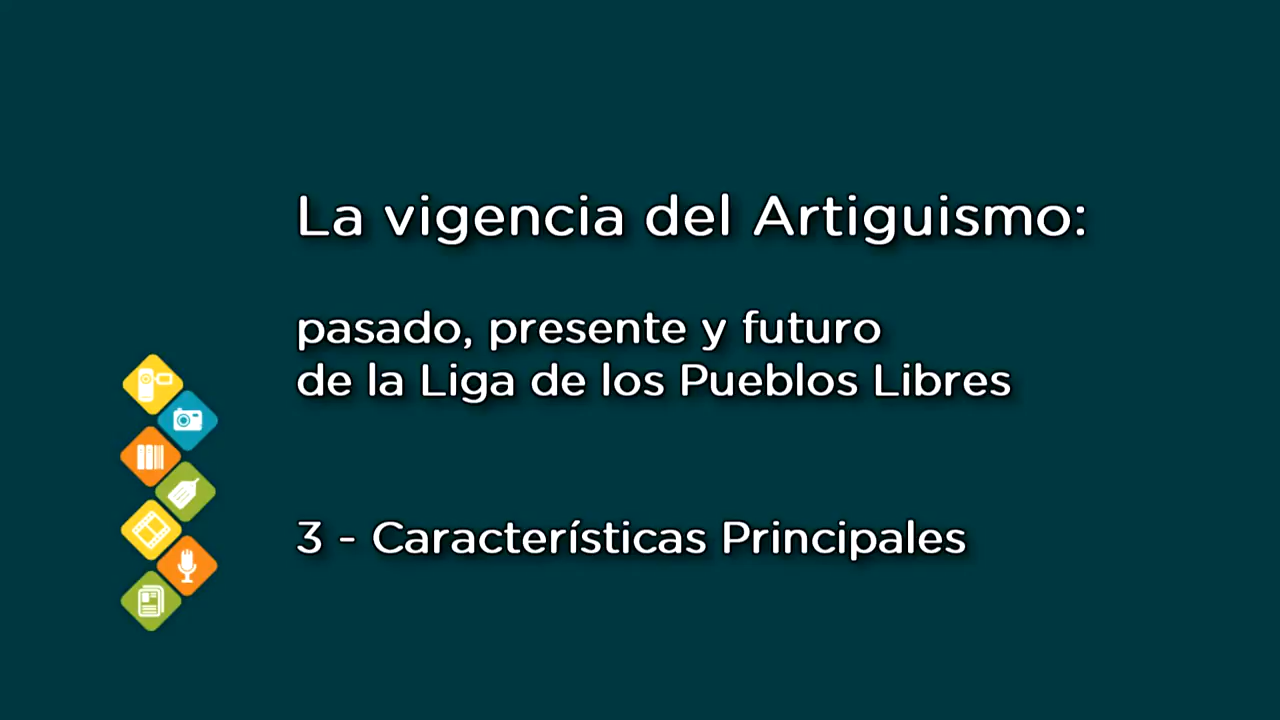 La vigencia del Artiguismo:
pasado, presente y futuro
de la Liga de los Pueblos Libres
3 - Características Principales